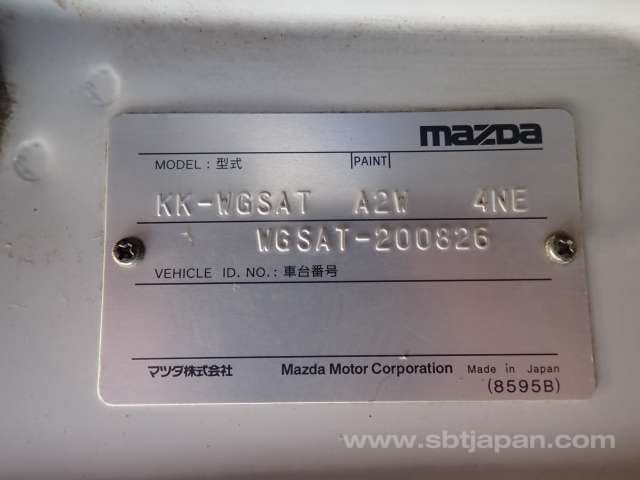 mazda
MODEL : 型式 PAINT
KK-WGSAT A2W 4NE
WGSAT-200826
VEHICLE ID. NO. : 車台番号
マツダ株式会社 Mazda Motor Corporation Made in Japan
(8595B)
www.sbtjapan.com